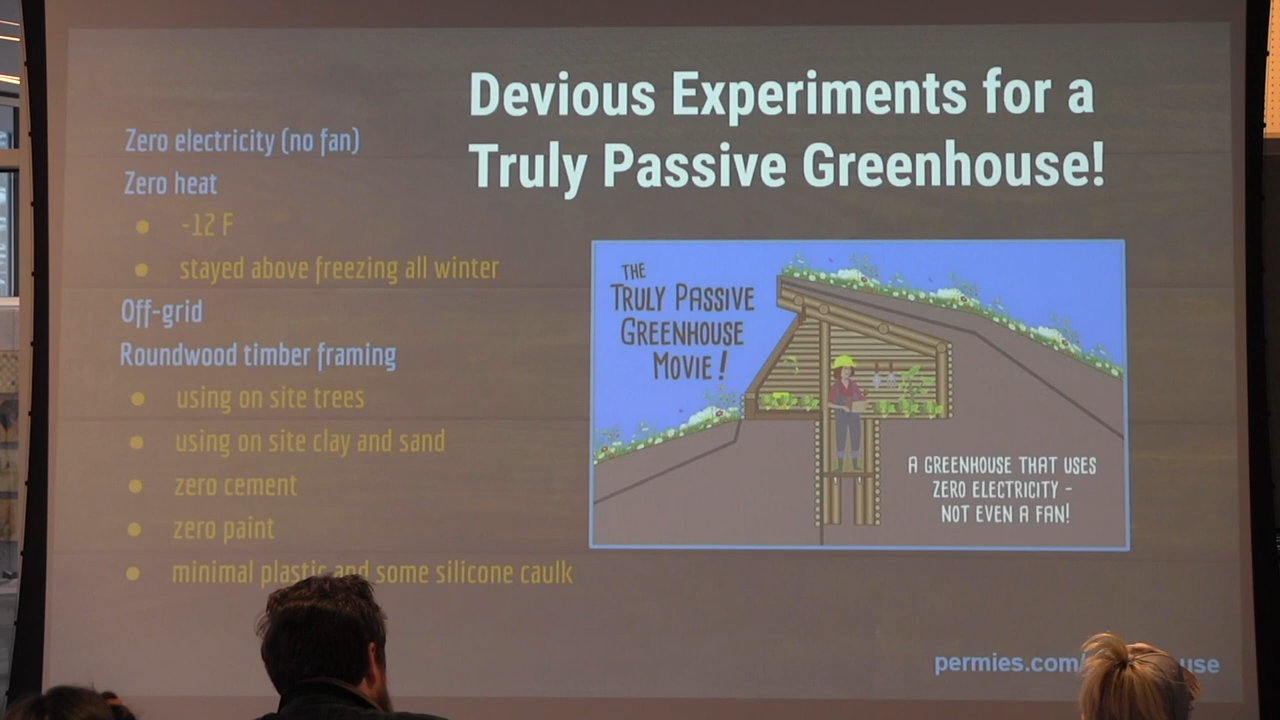 Devious Experiments for a
Truly Passive Greenhouse!
Zero electricity (no fan)
Zero heat
● -12 F
● stayed above freezing all winter
Off-grid
Roundwood timber framing
● using on site trees
● using on site clay and sand
● zero cement
● zero paint
● minimal plastic and some silicone caulk
THE
TRULY PASSIVE
GREENHOUSE
MOVIE!
A GREENHOUSE THAT USES
ZERO ELECTRICITY -
NOT EVEN A FAN!
permies.com/